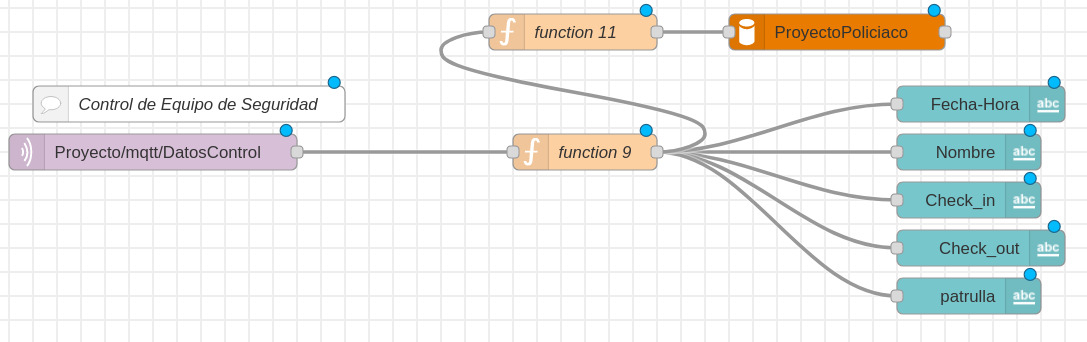 function 11
ProyectoPoliciaco
Control de Equipo de Seguridad
Fecha-Hora abc
Proyecto/mqtt/DatosControl
function 9
Nombre abc
Check_in abc
Check_out abc
patrulla abc